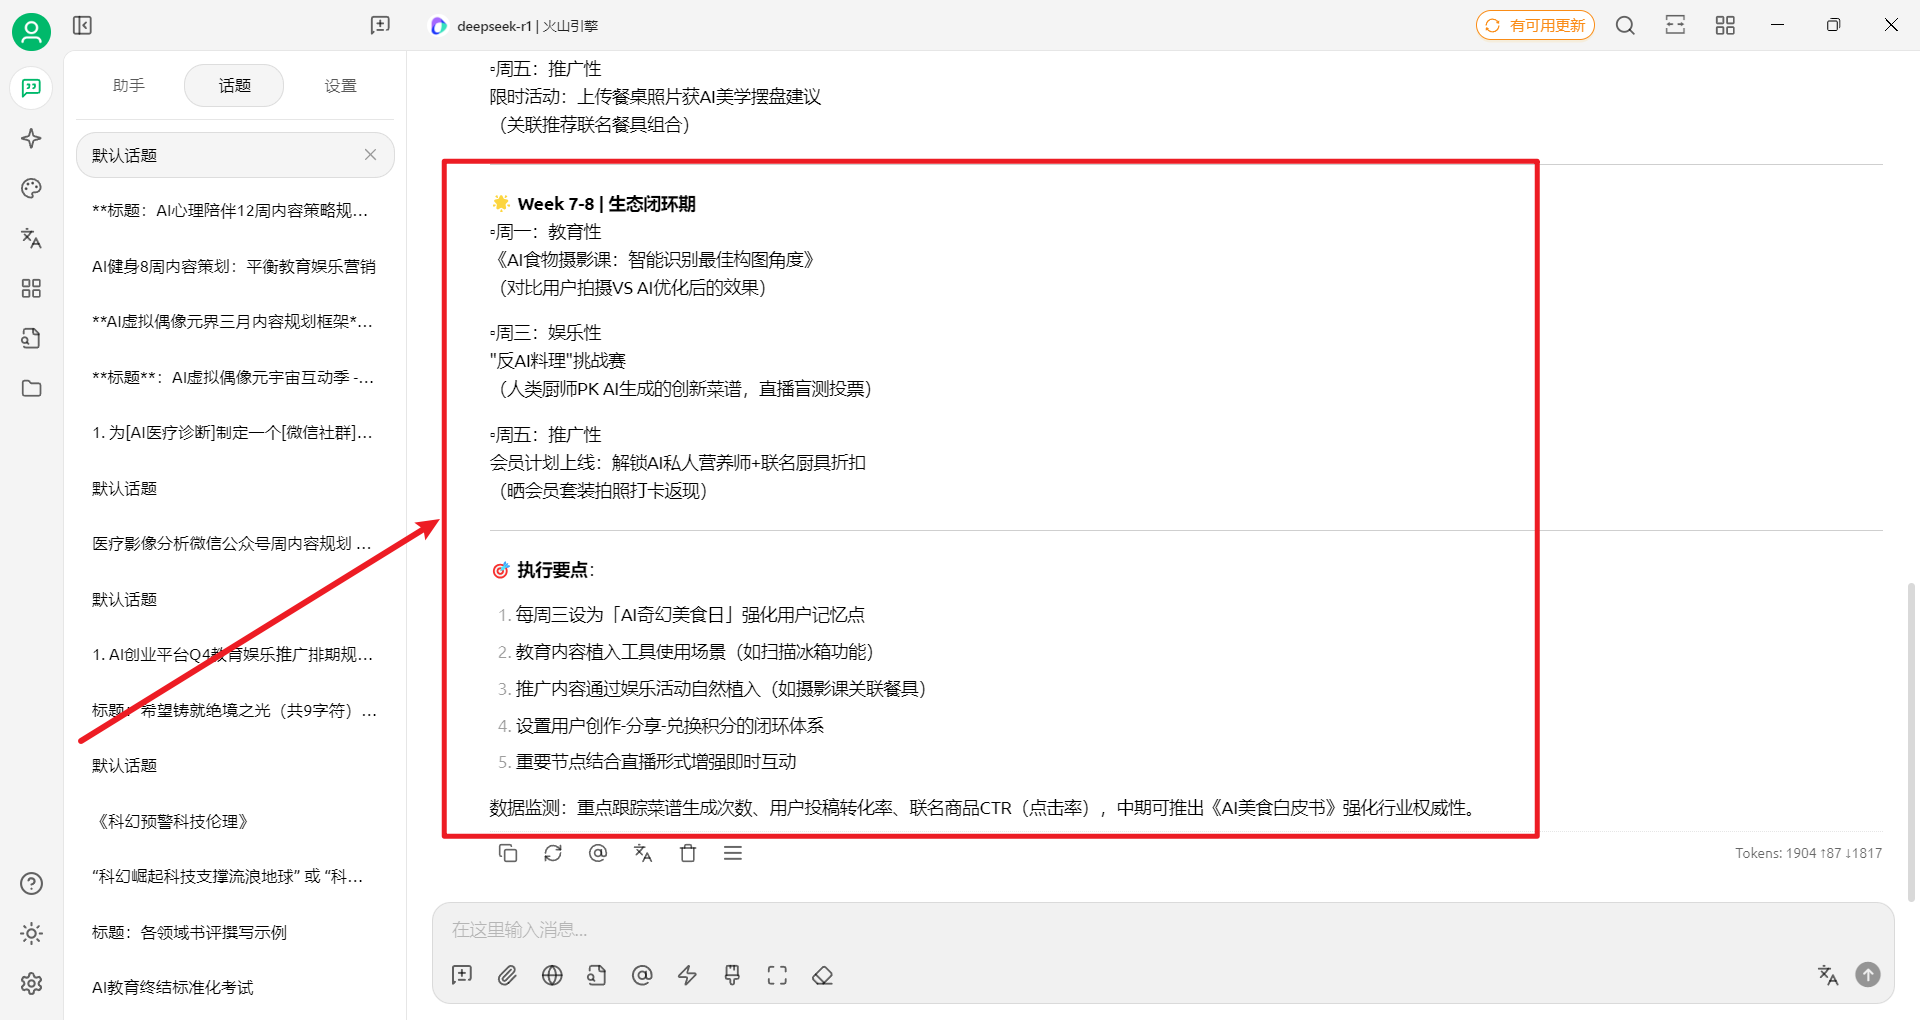 deepseek-r1 | 火山引擎
有可用更新
助手
话题
设置
默认话题
**标题：AI心理陪伴12周内容策略规...
AI健身8周内容策划：平衡教育娱乐营销
**AI虚拟偶像元界三月内容规划框架*...
**标题**：AI虚拟偶像元宇宙互动季 -...
1. 为[AI医疗诊断]制定一个[微信社群]...
默认话题
医疗影像分析微信公众号周内容规划 ...
默认话题
1. AI创业平台Q4教育娱乐推广排期规...
标题：希望铸就绝境之光（共9字符）...
默认话题
《科幻预警科技伦理》
“科幻崛起科技支撑流浪地球” 或 “科...
标题：各领域书评撰写示例
AI教育终结标准化考试
▫周五：推广性
限时活动：上传餐桌照片获AI美学摆盘建议
（关联推荐联名餐具组合）
🌟 Week 7-8 | 生态闭环期
▫周一：教育性
《AI食物摄影课：智能识别最佳构图角度》
（对比用户拍摄VS AI优化后的效果）
▫周三：娱乐性
"反AI料理"挑战赛
（人类厨师PK AI生成的创新菜谱，直播盲测投票）
▫周五：推广性
会员计划上线：解锁AI私人营养师+联名厨具折扣
（晒会员套装拍照打卡返现）
🎯 执行要点：
1. 每周三设为「AI奇幻美食日」强化用户记忆点
2. 教育内容植入工具使用场景（如扫描冰箱功能）
3. 推广内容通过娱乐活动自然植入（如摄影课关联餐具）
4. 设置用户创作-分享-兑换积分的闭环体系
5. 重要节点结合直播形式增强即时互动
数据监测：重点跟踪菜谱生成次数、用户投稿转化率、联名商品CTR（点击率），中期可推出《AI美食白皮书》强化行业权威性。
Tokens: 1904 ↑87 ↓1817
在这里输入消息...